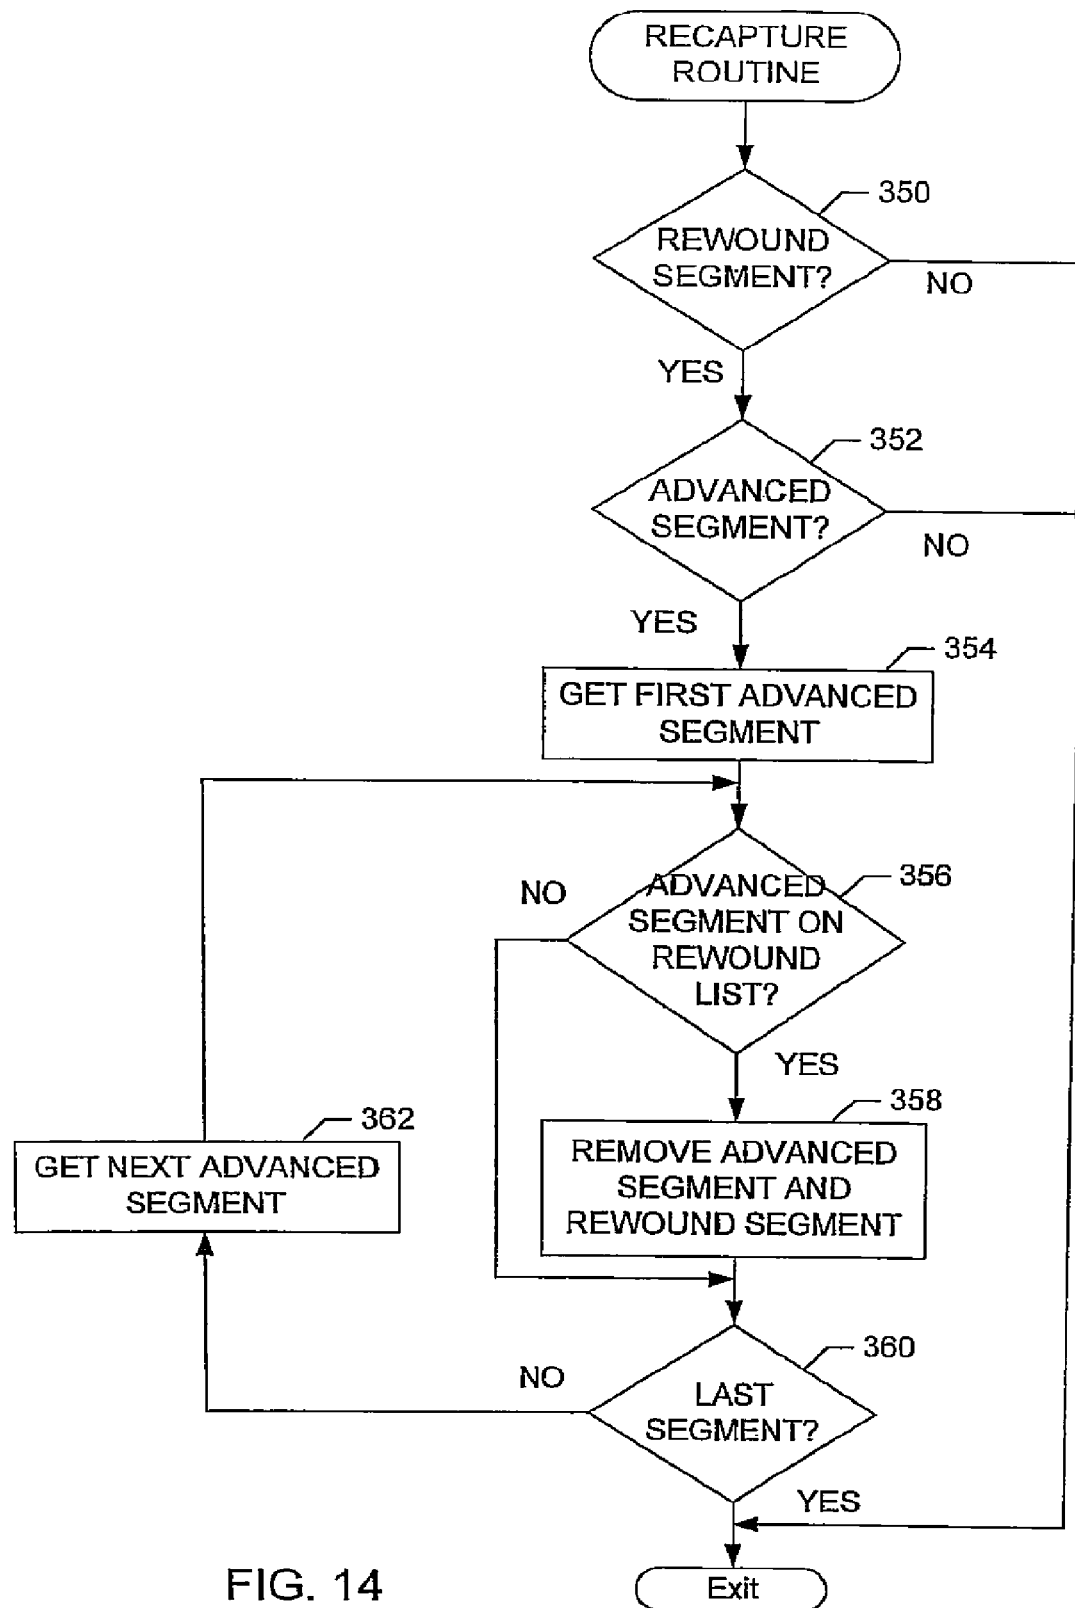 RECAPTURE
ROUTINE
350
REWOUND
SEGMENT?
NO
YES
352
ADVANCED
SEGMENT?
NO
YES
354
GET FIRST ADVANCED
SEGMENT
356
NO
ADVANCED
SEGMENT ON
REWOUND
LIST?
YES
358
362
GET NEXT ADVANCED
SEGMENT
REMOVE ADVANCED
SEGMENT AND
REWOUND SEGMENT
360
NO
LAST
SEGMENT?
YES
FIG. 14
Exit